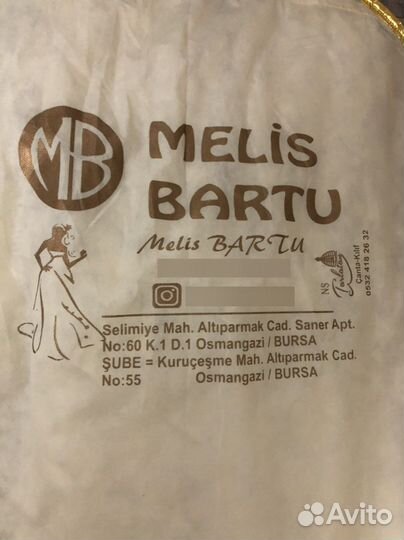 MB
MELİS
BARTU
Melis BARTU
NS
Çanta-Kılıf
0532 418 26 32
Selimiye Mah. Altıparmak Cad. Saner Apt.
No:60 K.1 D.1 Osmangazi / BURSA
ŞUBE = Kuruçeşme Mah. Altıparmak Cad.
No:55 Osmangazi / BURSA
Avito